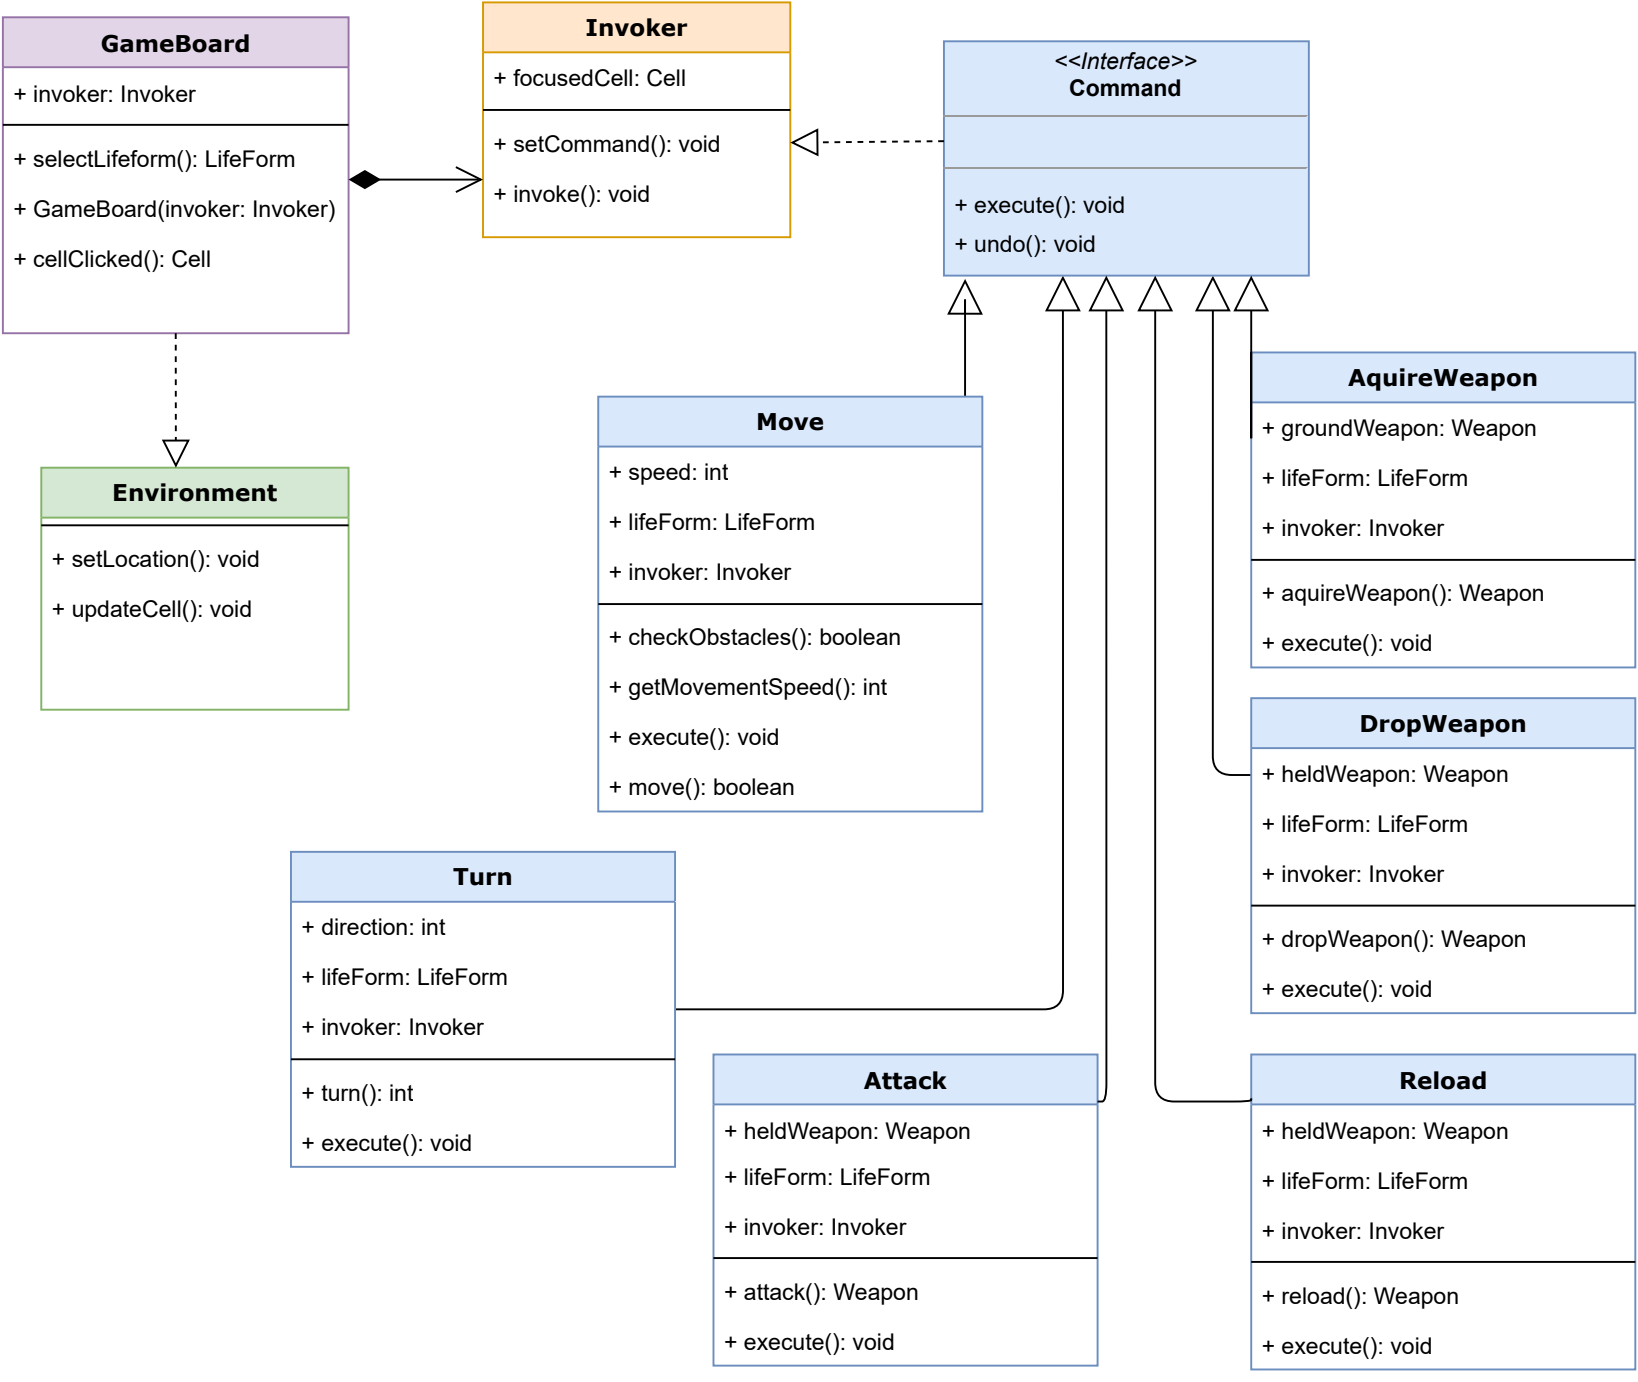 GameBoard
+ invoker: Invoker
+ selectLifeform(): LifeForm
+ GameBoard(invoker: Invoker)
+ cellClicked(): Cell
Invoker
+ focusedCell: Cell
+ setCommand(): void
+ invoke(): void
<<Interface>>
Command
+ execute(): void
+ undo(): void
Environment
+ setLocation(): void
+ updateCell(): void
Move
+ speed: int
+ lifeForm: LifeForm
+ invoker: Invoker
+ checkObstacles(): boolean
+ getMovementSpeed(): int
+ execute(): void
+ move(): boolean
AquireWeapon
+ groundWeapon: Weapon
+ lifeForm: LifeForm
+ invoker: Invoker
+ aquireWeapon(): Weapon
+ execute(): void
DropWeapon
+ heldWeapon: Weapon
+ lifeForm: LifeForm
+ invoker: Invoker
+ dropWeapon(): Weapon
+ execute(): void
Turn
+ direction: int
+ lifeForm: LifeForm
+ invoker: Invoker
+ turn(): int
+ execute(): void
Attack
+ heldWeapon: Weapon
+ lifeForm: LifeForm
+ invoker: Invoker
+ attack(): Weapon
+ execute(): void
Reload
+ heldWeapon: Weapon
+ lifeForm: LifeForm
+ invoker: Invoker
+ reload(): Weapon
+ execute(): void